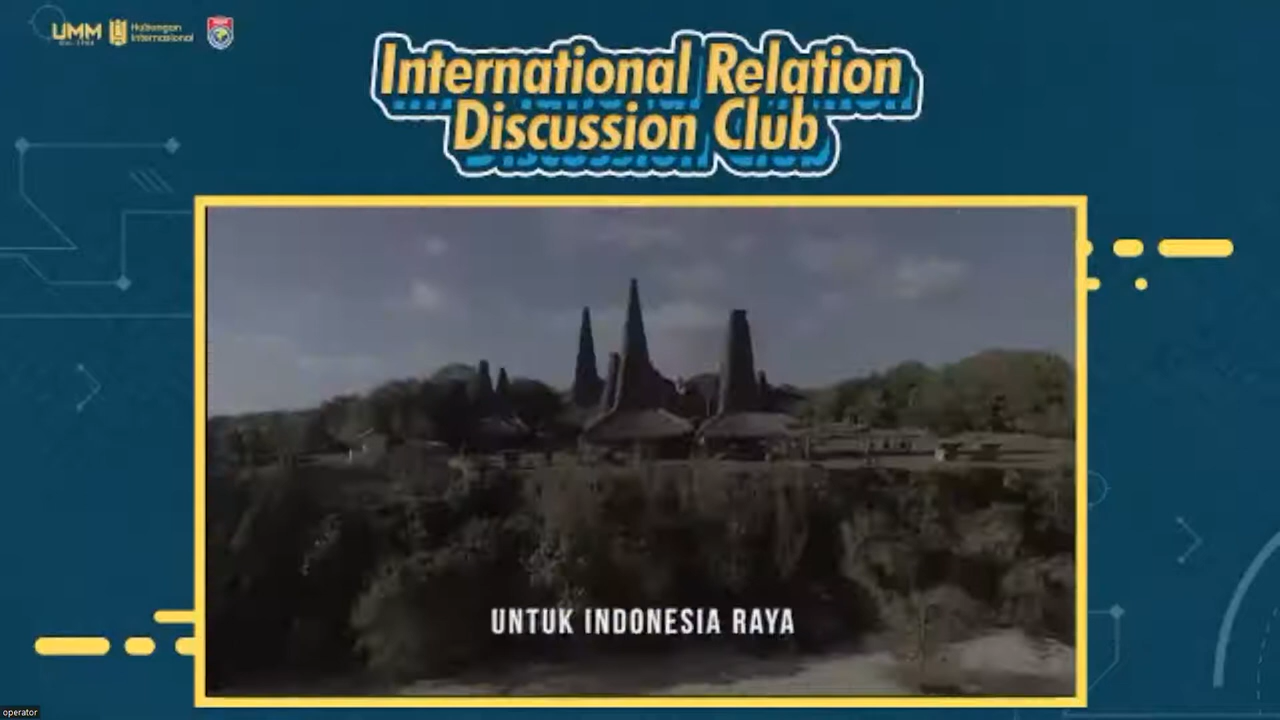 UMM
Hubungan
Internasional
International Relation
Discussion Club
UNTUK INDONESIA RAYA
operator